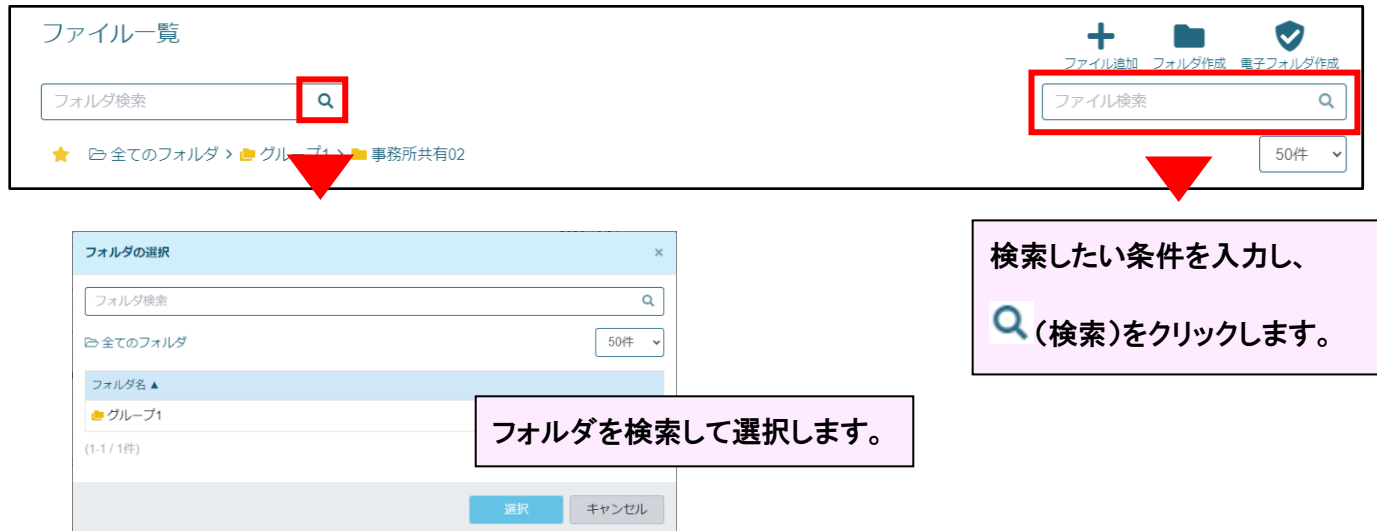 ファイル一覧
ファイル追加 フォルダ作成 電子フォルダ作成
フォルダ検索
ファイル検索
全てのフォルダ > グループ1 > 事務所共有02
50件
フォルダの選択 ×
フォルダ検索
全てのフォルダ
50件
フォルダ名 ▲
グループ1
(1-1 / 1件)
選択 キャンセル
フォルダを検索して選択します。
検索したい条件を入力し、
(検索)をクリックします。